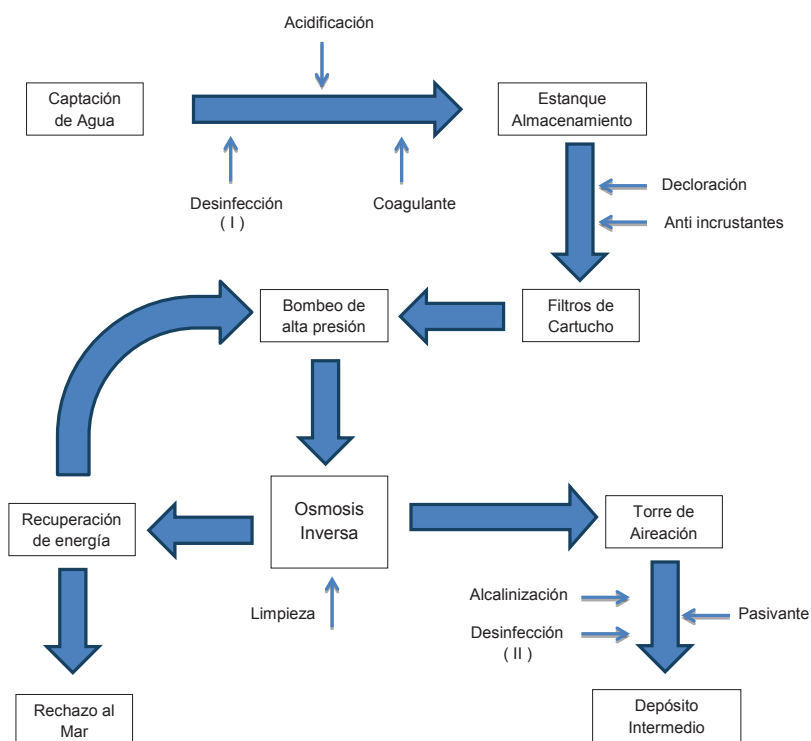 Acidificación
Captación
de Agua
Estanque
Almacenamiento
Desinfección
( I )
Coagulante
Decloración
Anti incrustantes
Bombeo de
alta presión
Filtros de
Cartucho
Recuperación
de energía
Osmosis
Inversa
Torre de
Aireación
Limpieza
Alcalinización
Pasivante
Desinfección
( II )
Rechazo al
Mar
Depósito
Intermedio